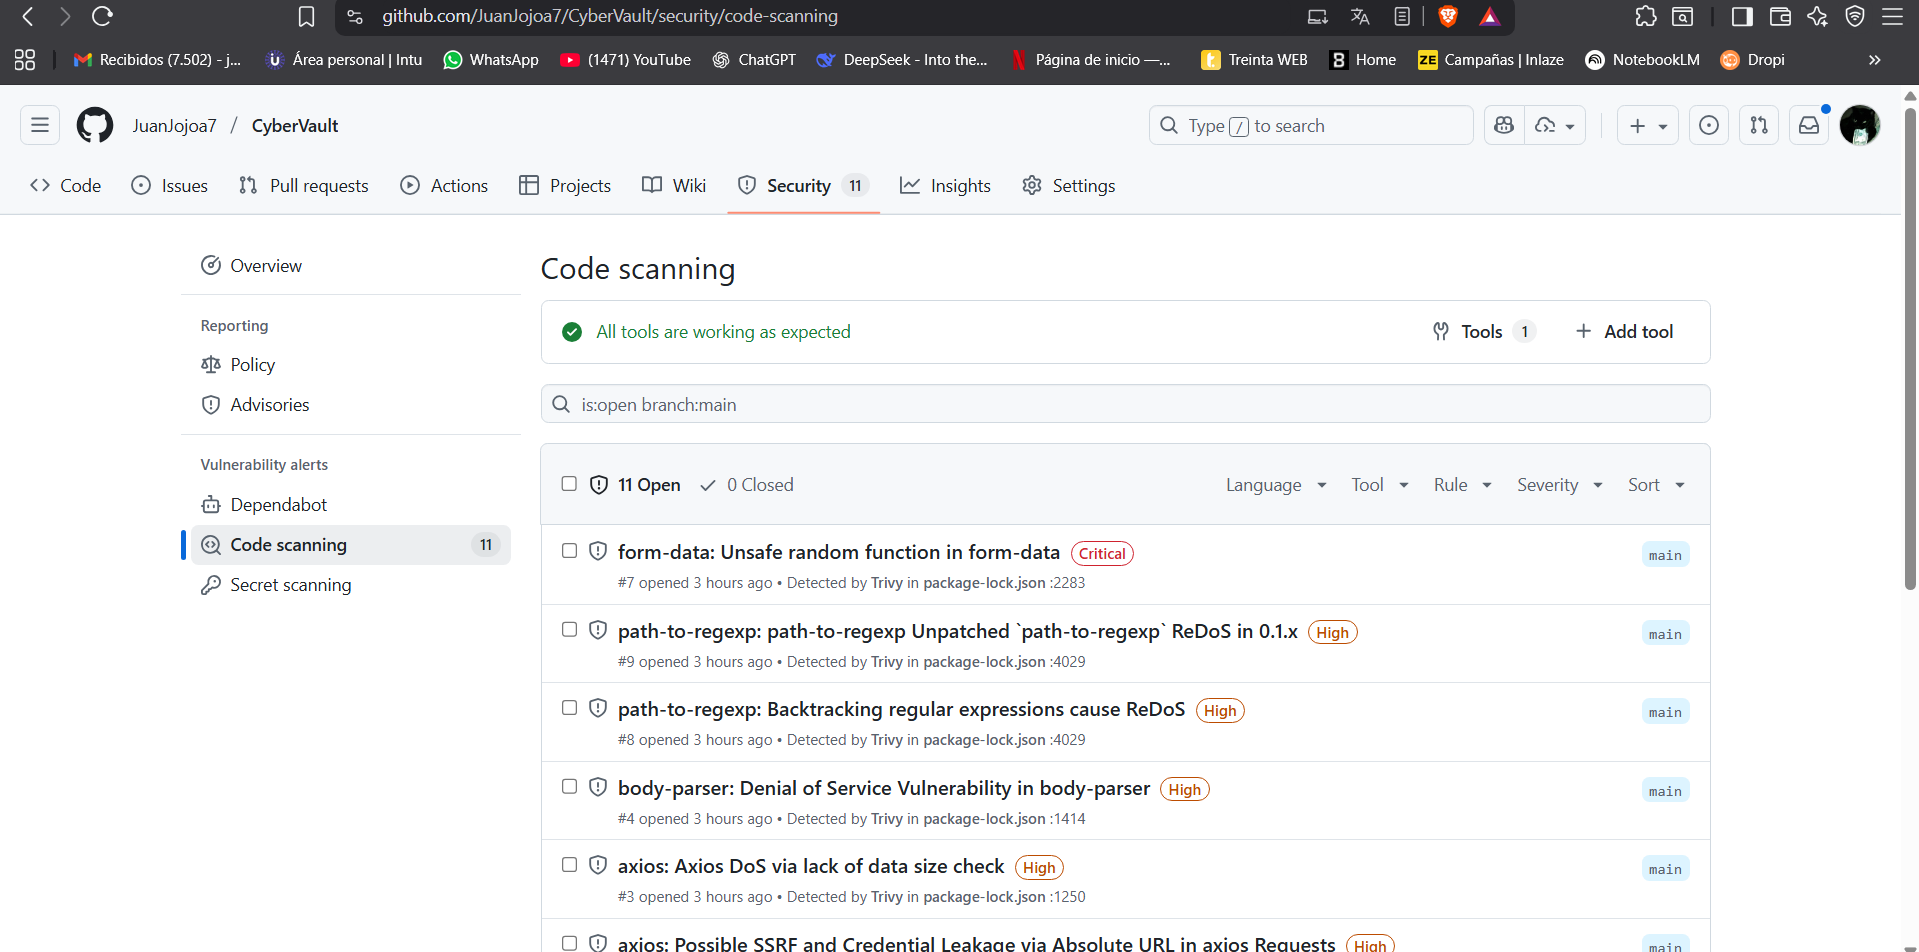 github.com/JuanJojoa7/CyberVault/security/code-scanning
Recibidos (7.502) - j... Área personal | Intu WhatsApp (1471) YouTube ChatGPT DeepSeek - Into the... Página de inicio —... Treinta WEB Home Campañas | Inlaze NotebookLM Dropi »
JuanJojoa7 / CyberVault Type / to search
Code Issues Pull requests Actions Projects Wiki Security 11 Insights Settings
Overview
Reporting
Policy
Advisories
Vulnerability alerts
Dependabot
Code scanning 11
Secret scanning
Code scanning
All tools are working as expected Tools 1 + Add tool
is:open branch:main
11 Open 0 Closed Language Tool Rule Severity Sort
form-data: Unsafe random function in form-data Critical main
#7 opened 3 hours ago • Detected by Trivy in package-lock.json :2283
path-to-regexp: path-to-regexp Unpatched `path-to-regexp` ReDoS in 0.1.x High main
#9 opened 3 hours ago • Detected by Trivy in package-lock.json :4029
path-to-regexp: Backtracking regular expressions cause ReDoS High main
#8 opened 3 hours ago • Detected by Trivy in package-lock.json :4029
body-parser: Denial of Service Vulnerability in body-parser High main
#4 opened 3 hours ago • Detected by Trivy in package-lock.json :1414
axios: Axios DoS via lack of data size check High main
#3 opened 3 hours ago • Detected by Trivy in package-lock.json :1250
axios: Possible SSRF and Credential Leakage via Absolute URL in axios Requests High main